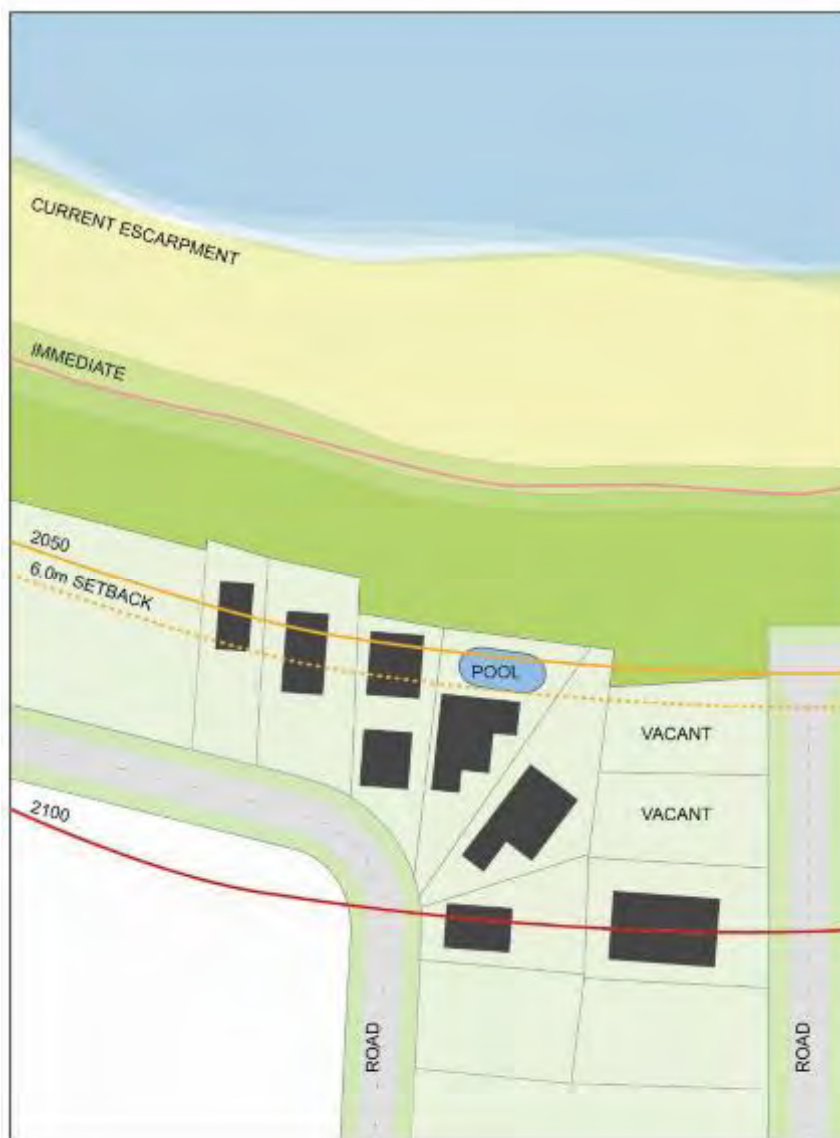 CURRENT ESCARPMENT
IMMEDIATE
2050
6.0m SETBACK
POOL
VACANT
VACANT
2100
ROAD
ROAD